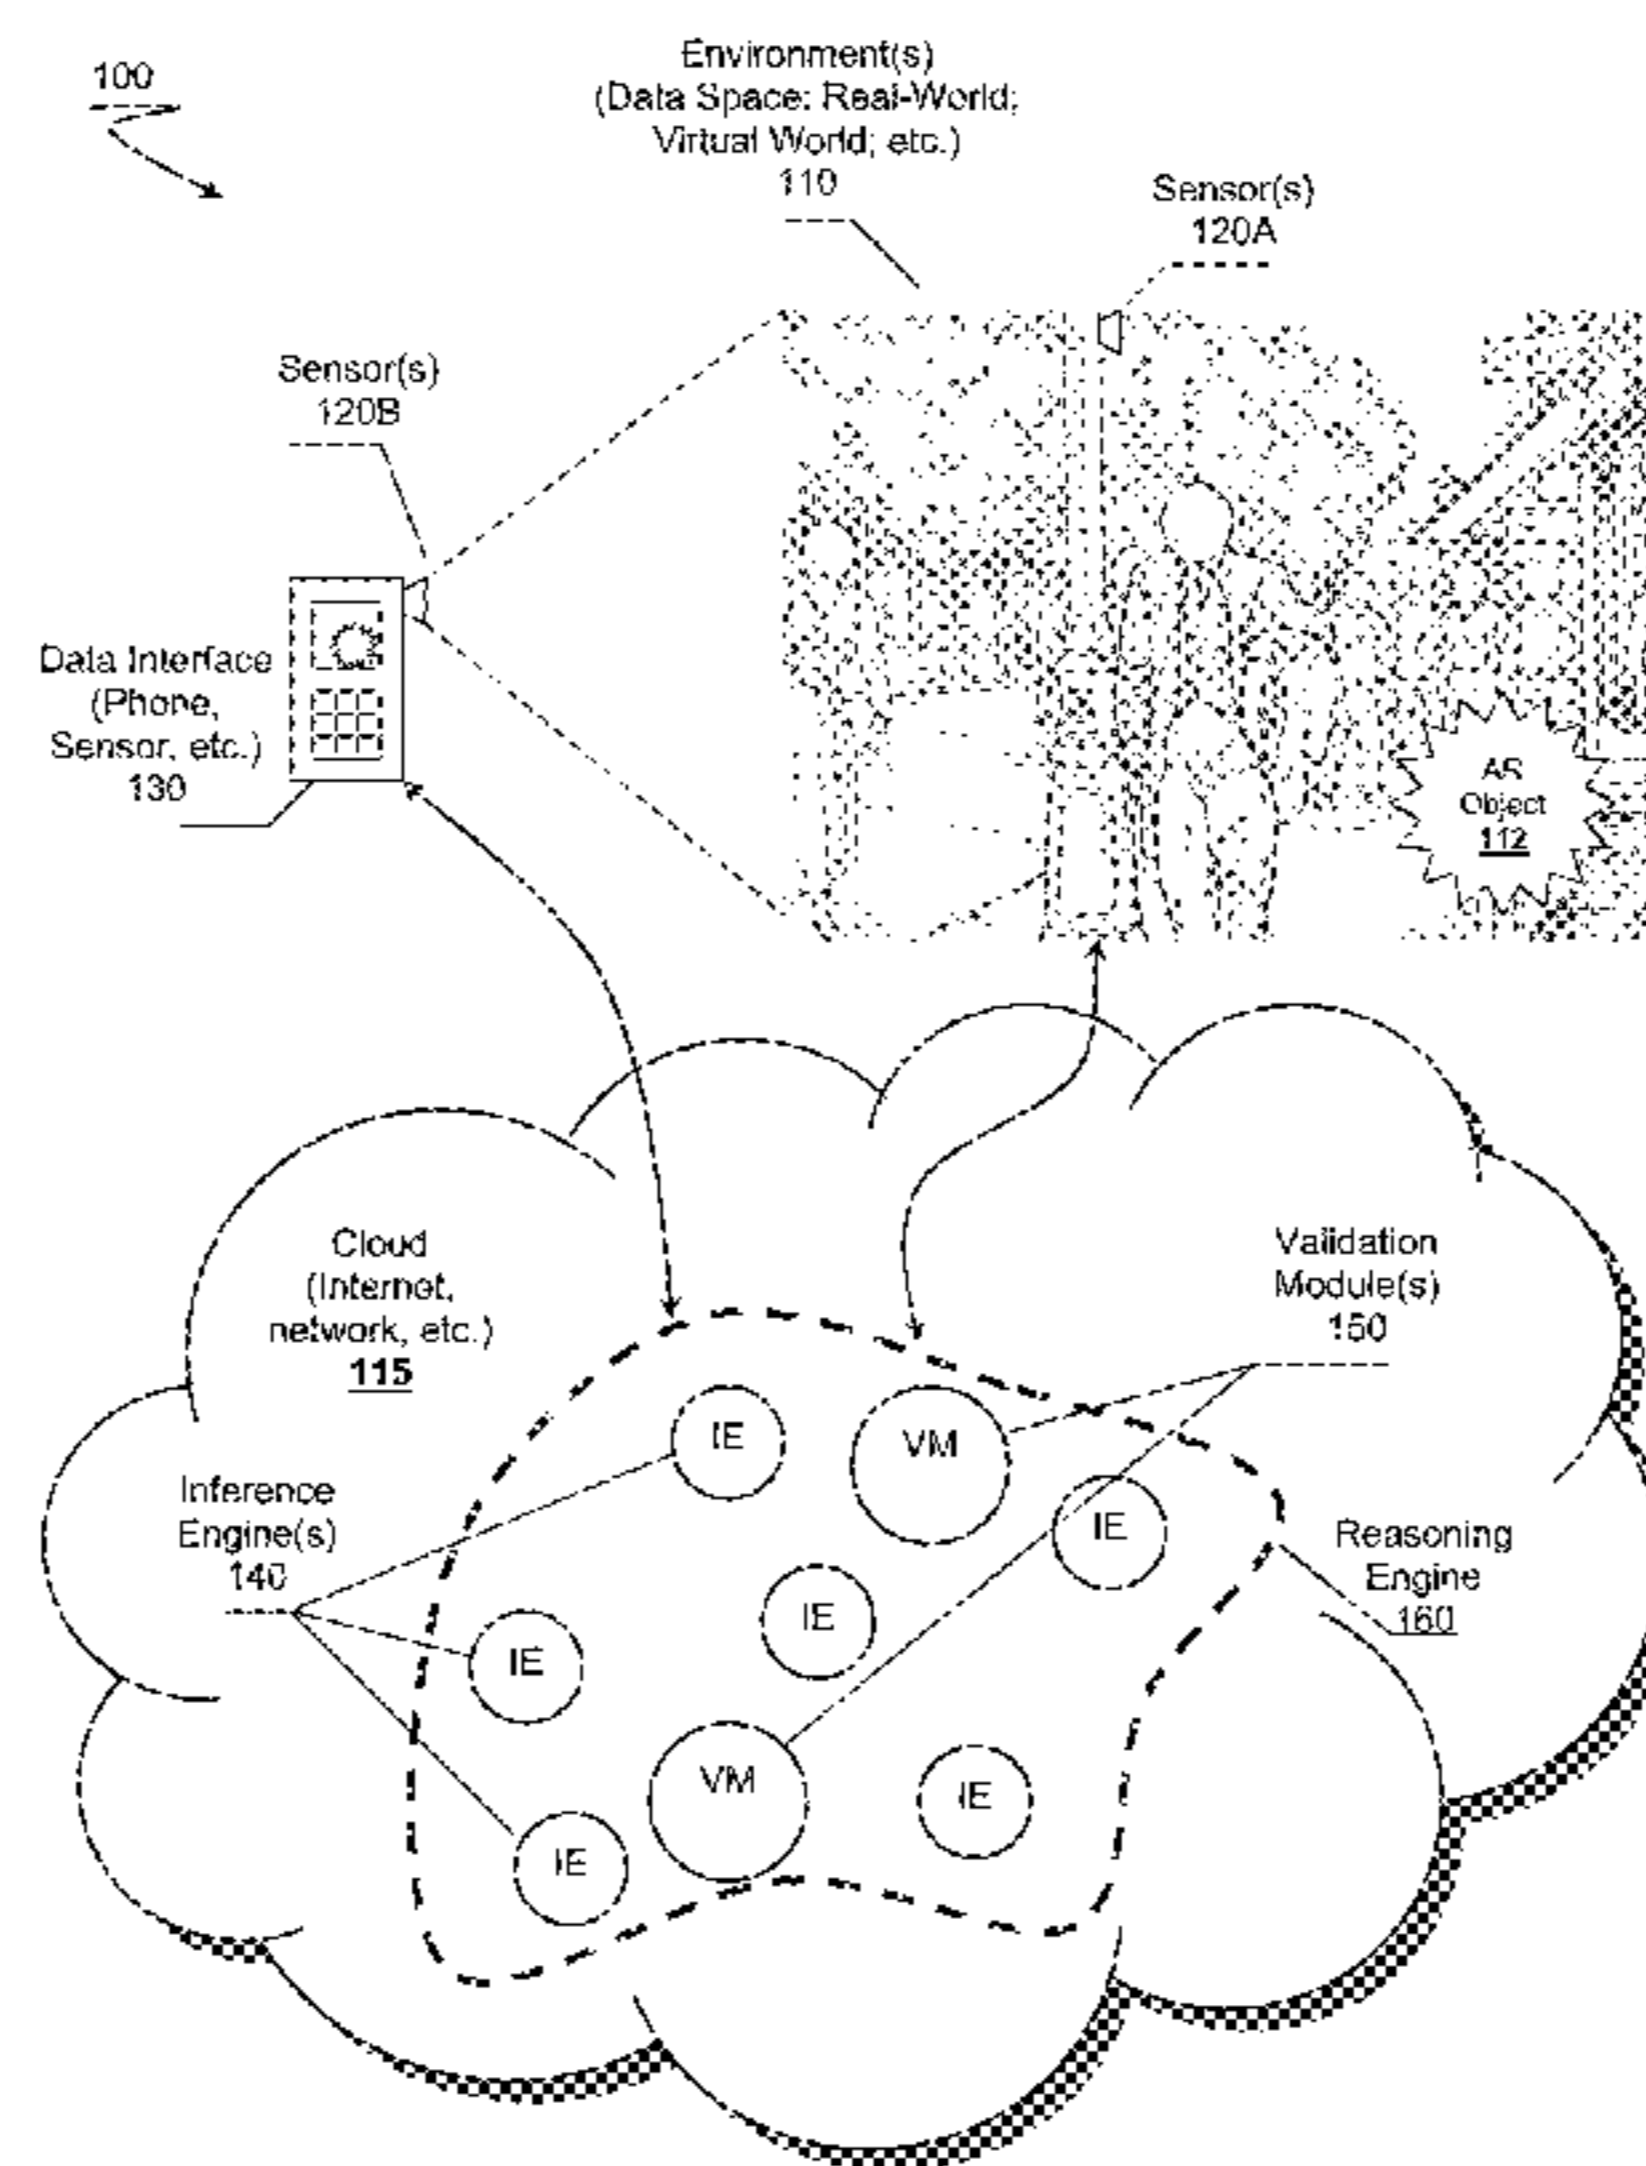 100
Environment(s)
(Data Space: Real-World;
Virtual World; etc.)
110
Sensor(s)
120A
Sensor(s)
120B
Data Interface
(Phone,
Sensor, etc.)
130
AR
Object
112
Cloud
(Internet,
network, etc.)
115
Validation
Module(s)
150
IE
VM
Inference
Engine(s)
140
IE
Reasoning
Engine
160
IE
IE
VM
IE
IE